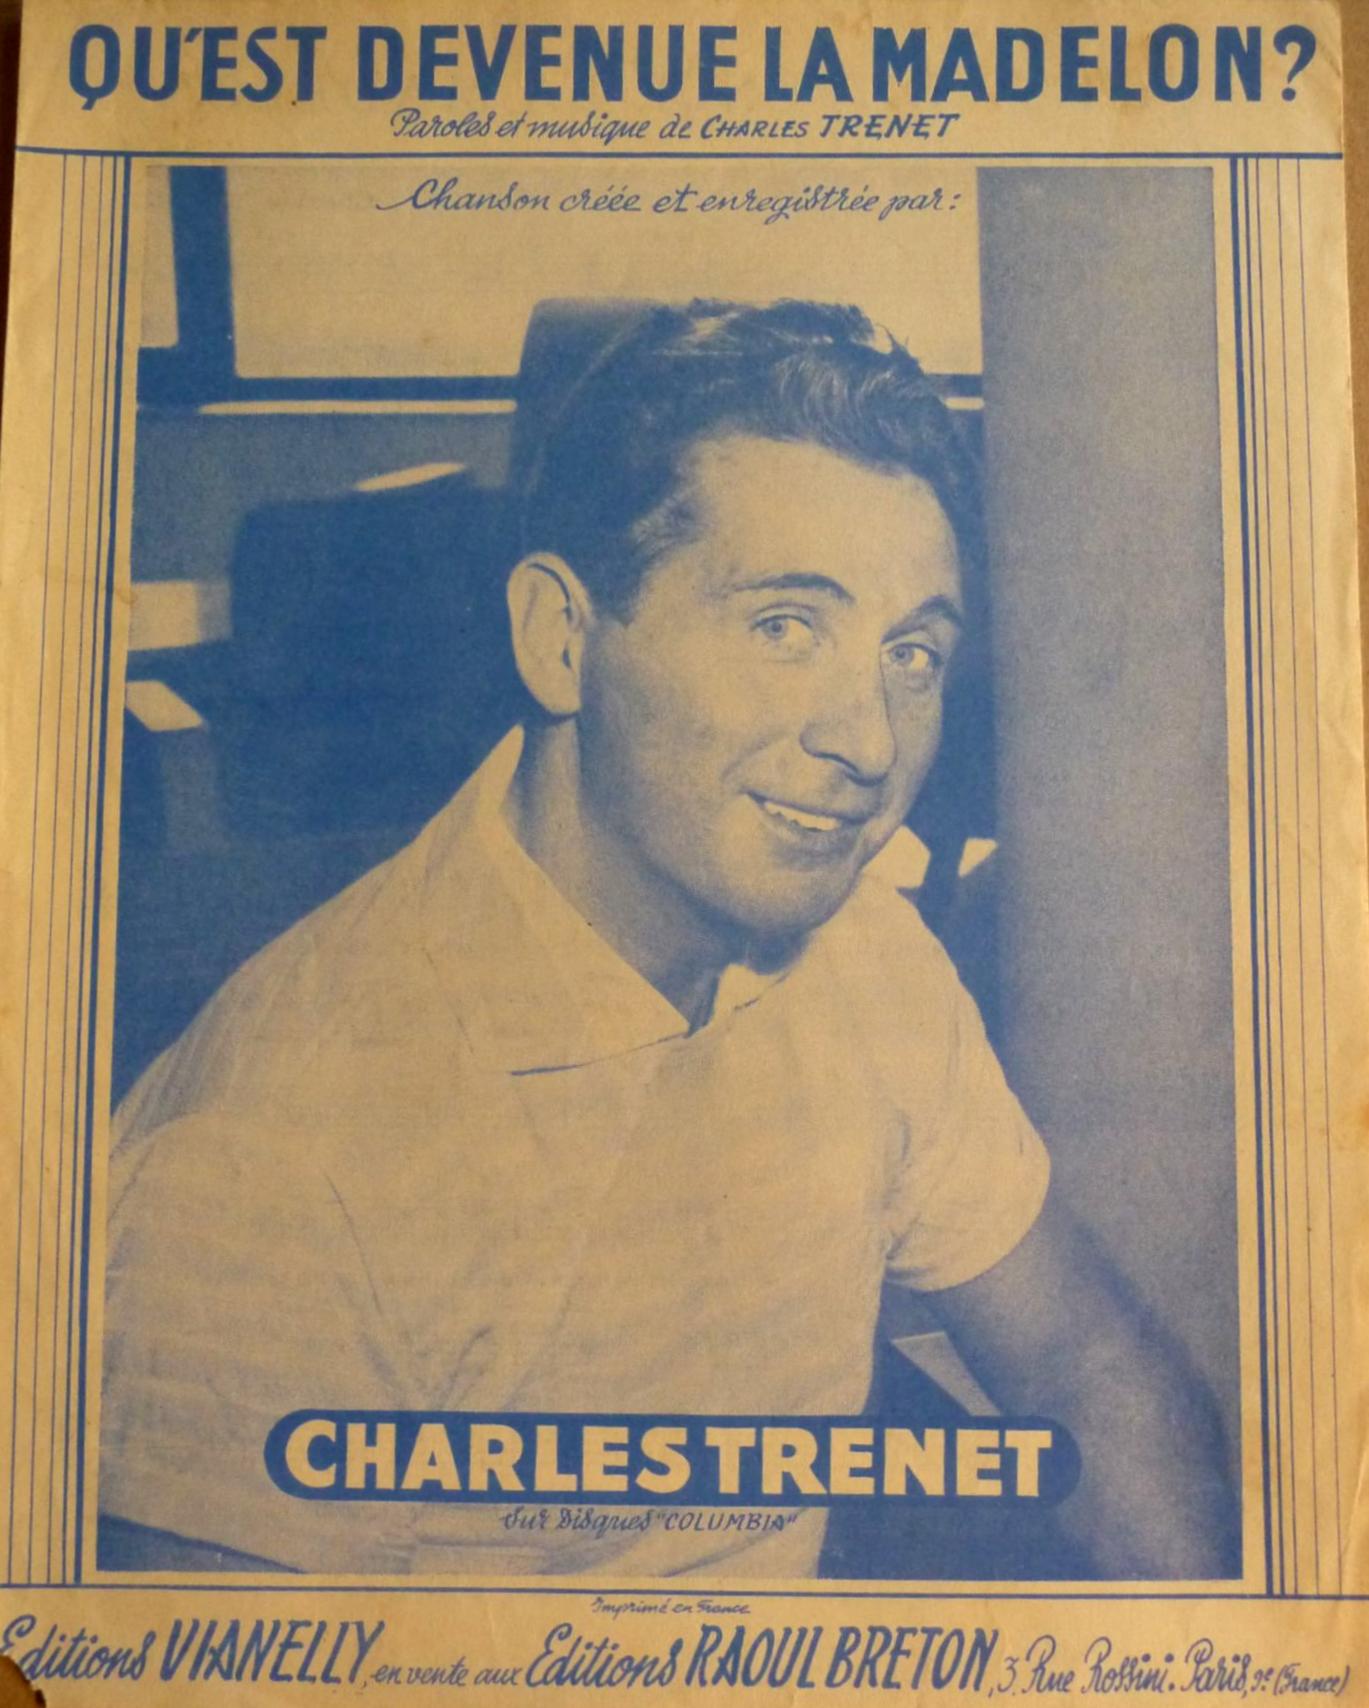 QU'EST DEVENUE LA MADELON?
Paroles et musique de CHARLES TRENET
Chanson créée et enregistrée par:
CHARLES TRENET
sur Disques "COLUMBIA"
Imprimé en France
Editions VIANELLY, en vente aux Editions RAOUL BRETON, 3, Rue Rossini. Paris, 9e (France)